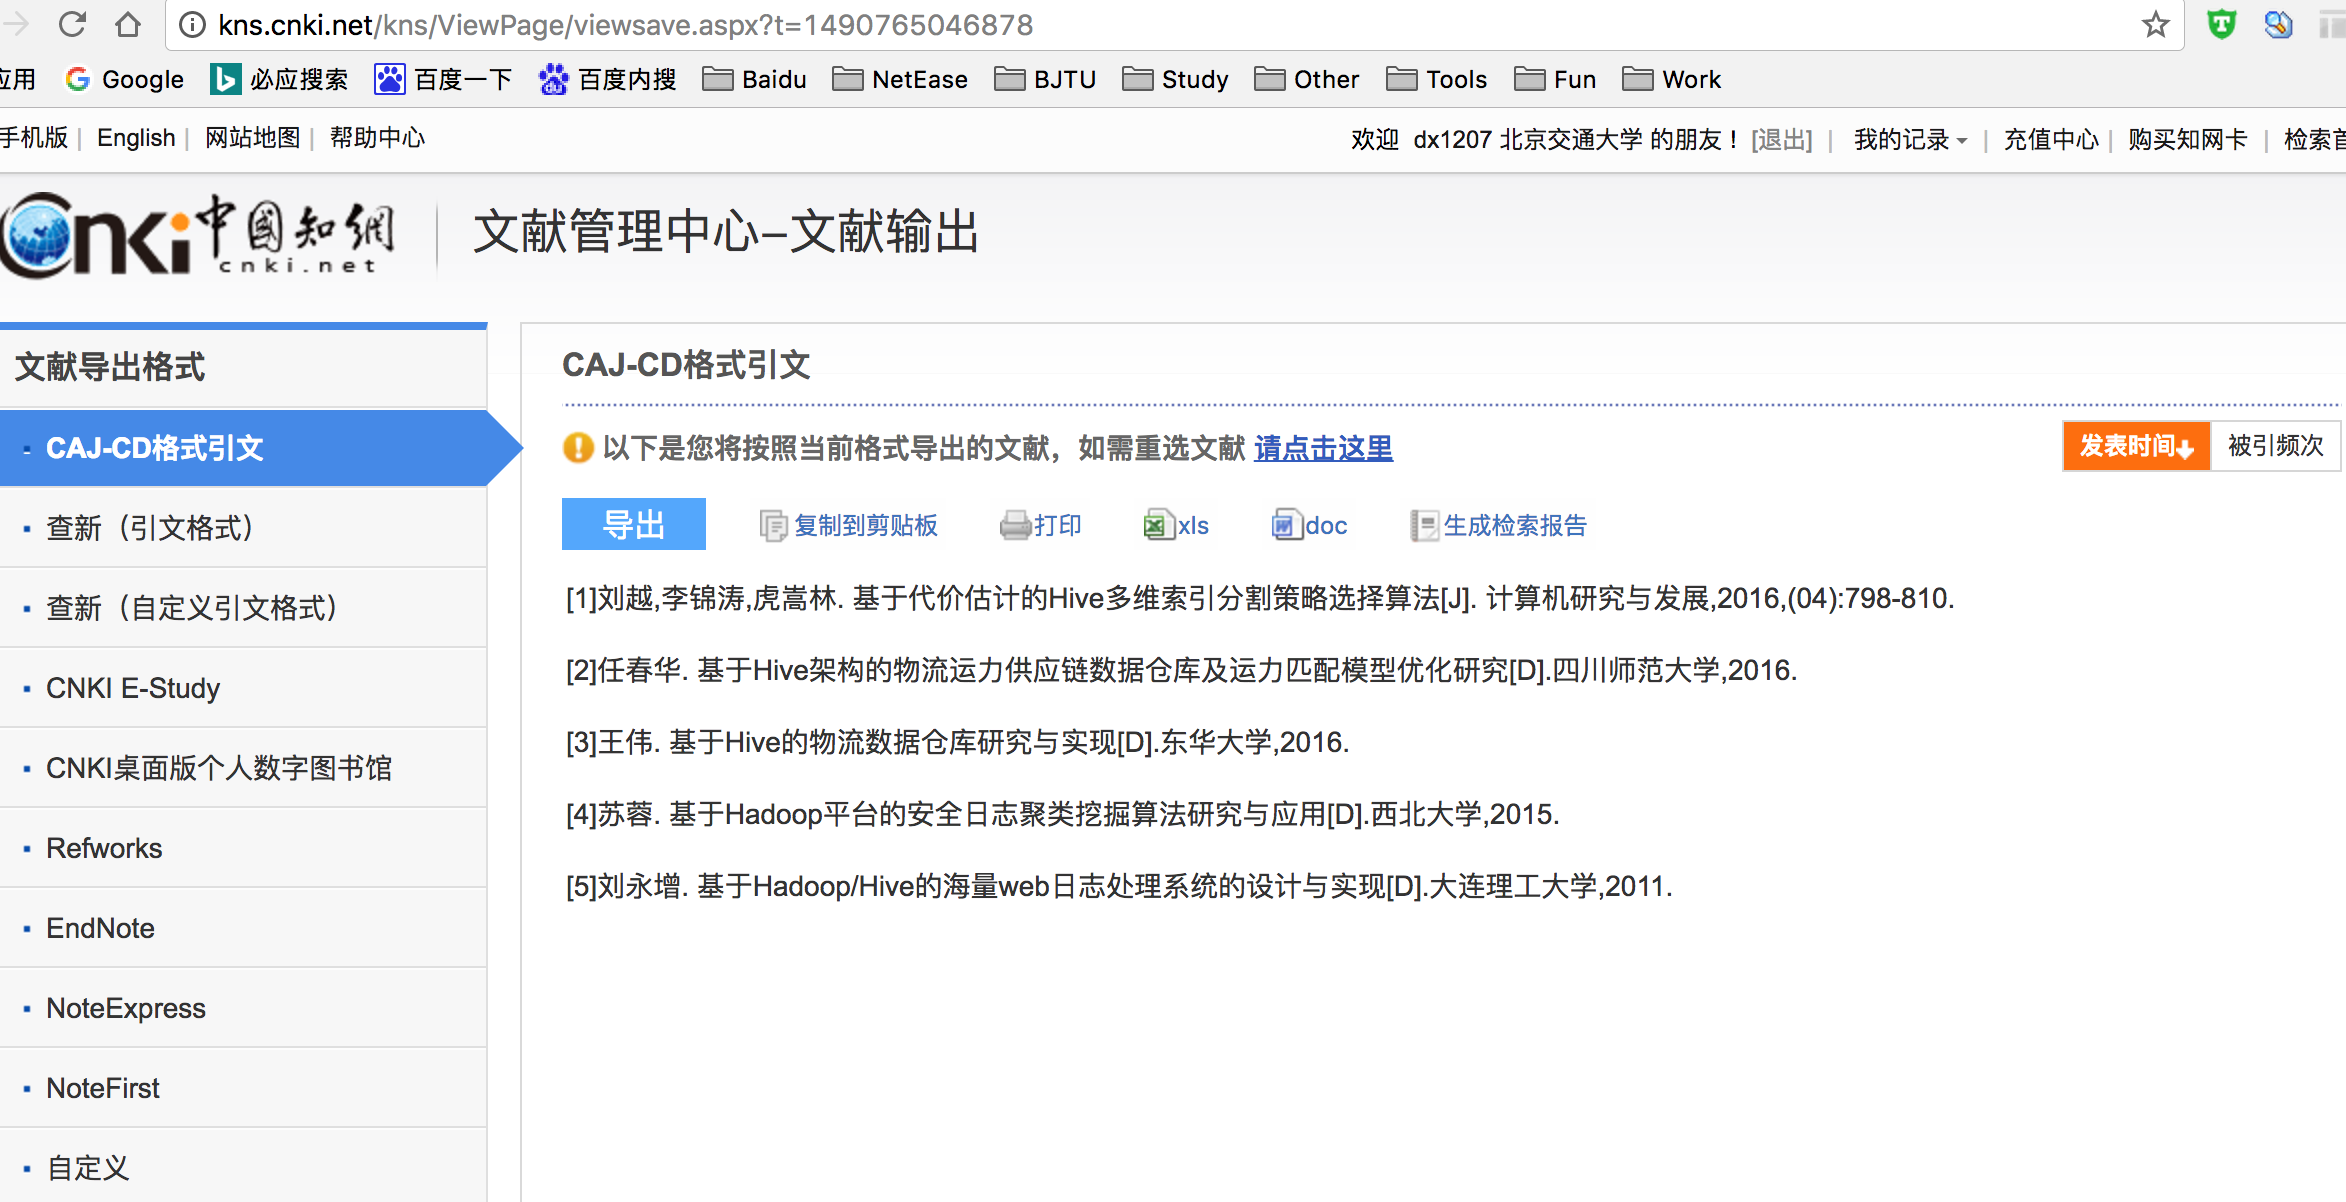 kns.cnki.net/kns/ViewPage/viewsave.aspx?t=1490765046878
应用 Google 必应搜索 百度一下 百度内搜 Baidu NetEase BJTU Study Other Tools Fun Work
手机版 | English | 网站地图 | 帮助中心 欢迎 dx1207 北京交通大学 的朋友！ [退出] | 我的记录 | 充值中心 | 购买知网卡 | 检索首
cnki 中國知網 文献管理中心–文献输出
cnki.net
文献导出格式
CAJ-CD格式引文
CAJ-CD格式引文
以下是您将按照当前格式导出的文献，如需重选文献 请点击这里 发表时间 被引频次
导出 复制到剪贴板 打印 xls doc 生成检索报告
查新（引文格式）
查新（自定义引文格式）
CNKI E-Study
CNKI桌面版个人数字图书馆
Refworks
EndNote
NoteExpress
NoteFirst
自定义
[1]刘越,李锦涛,虎嵩林. 基于代价估计的Hive多维索引分割策略选择算法[J]. 计算机研究与发展,2016,(04):798-810.
[2]任春华. 基于Hive架构的物流运力供应链数据仓库及运力匹配模型优化研究[D].四川师范大学,2016.
[3]王伟. 基于Hive的物流数据仓库研究与实现[D].东华大学,2016.
[4]苏蓉. 基于Hadoop平台的安全日志聚类挖掘算法研究与应用[D].西北大学,2015.
[5]刘永增. 基于Hadoop/Hive的海量web日志处理系统的设计与实现[D].大连理工大学,2011.